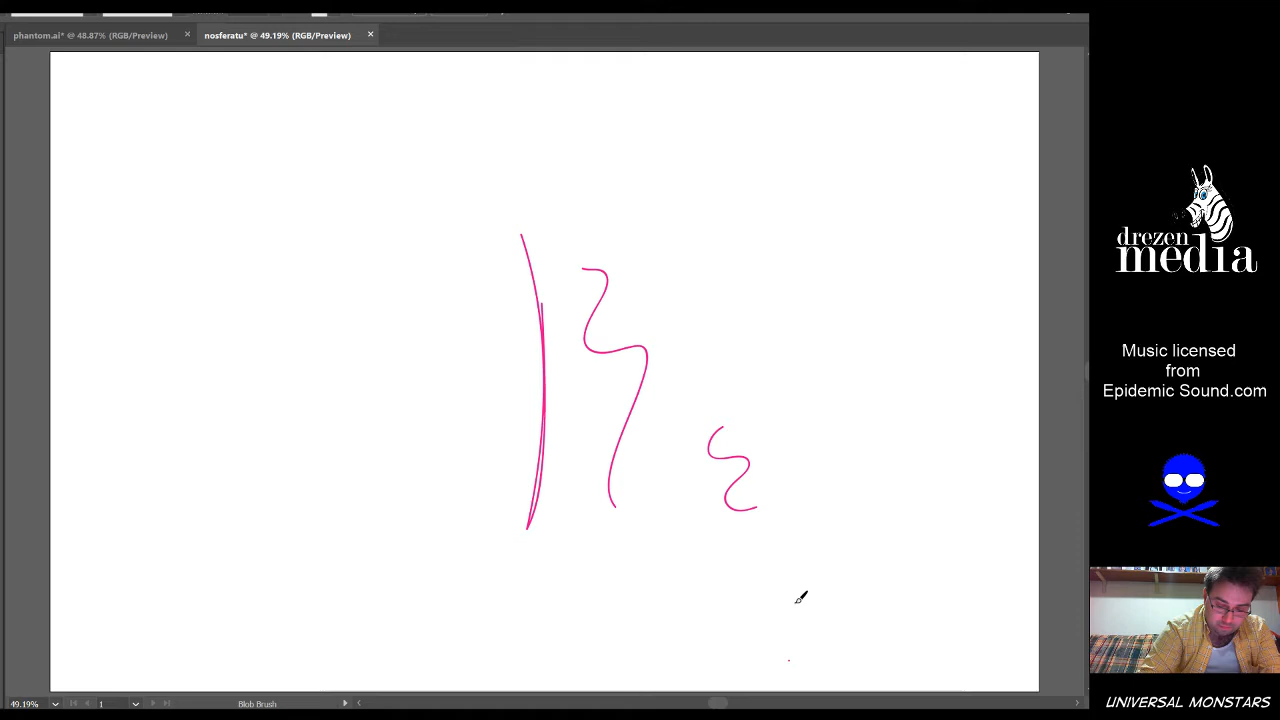 phantom.ai* @ 48.87% (RGB/Preview) ×
nosferatu* @ 49.19% (RGB/Preview) ×
drezen
media
Music licensed
from
Epidemic Sound.com
49.19%
1
Blob Brush
UNIVERSAL MONSTARS